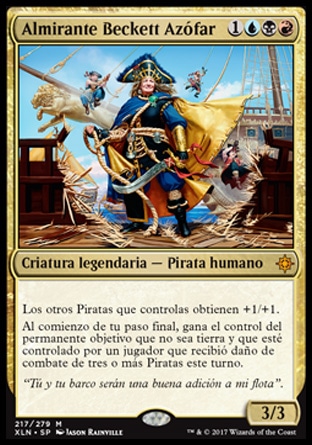 Almirante Beckett Azófar 1
Criatura legendaria — Pirata humano
Los otros Piratas que controlas obtienen +1/+1.
Al comienzo de tu paso final, gana el control del
permanente objetivo que no sea tierra y que esté
controlado por un jugador que recibió daño de
combate de tres o más Piratas este turno.
“Tú y tu barco serán una buena adición a mi flota”.
217/279 M
XLN • SP Jason Rainville
™ & © 2017 Wizards of the Coast
3/3